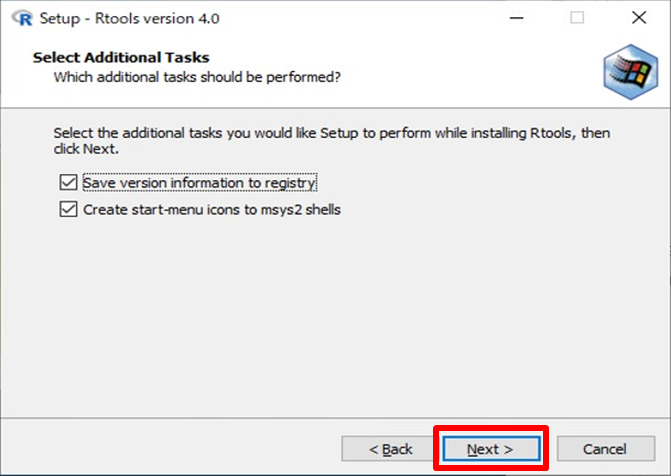 Setup - Rtools version 4.0
Select Additional Tasks
Which additional tasks should be performed?
Select the additional tasks you would like Setup to perform while installing Rtools, then
click Next.
Save version information to registry
Create start-menu icons to msys2 shells
< Back Next > Cancel